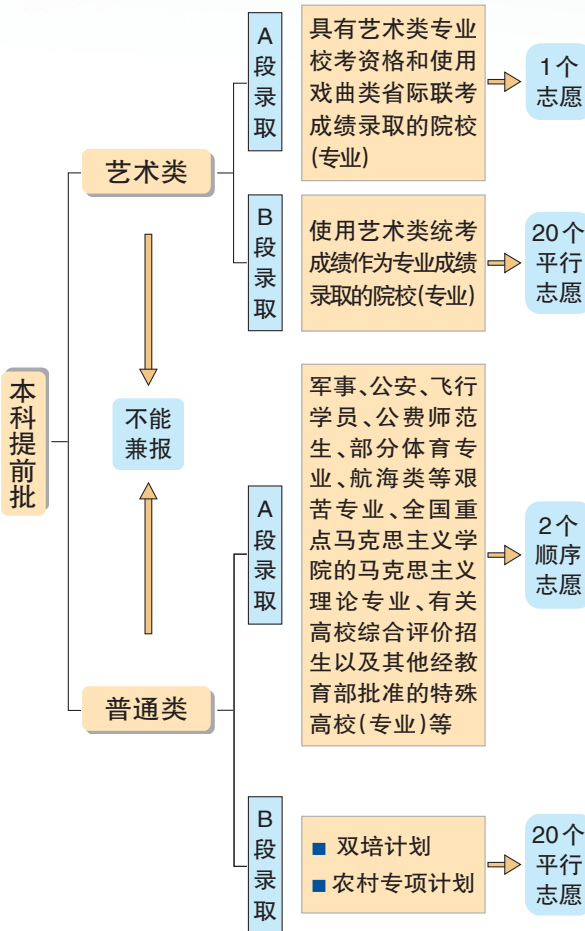 本科提前批
艺术类
A段录取
具有艺术类专业
校考资格和使用
戏曲类省际联考
成绩录取的院校
(专业)
1个
志愿
B段录取
使用艺术类统考
成绩作为专业成绩
录取的院校(专业)
20个
平行
志愿
不能
兼报
普通类
A段录取
军事、公安、飞行
学员、公费师范
生、部分体育专
业、航海类等艰
苦专业、全国重
点马克思主义学
院的马克思主义
理论专业、有关
高校综合评价招
生以及其他经教
育部批准的特殊
高校(专业)等
2个
顺序
志愿
B段录取
■ 双培计划
■ 农村专项计划
20个
平行
志愿